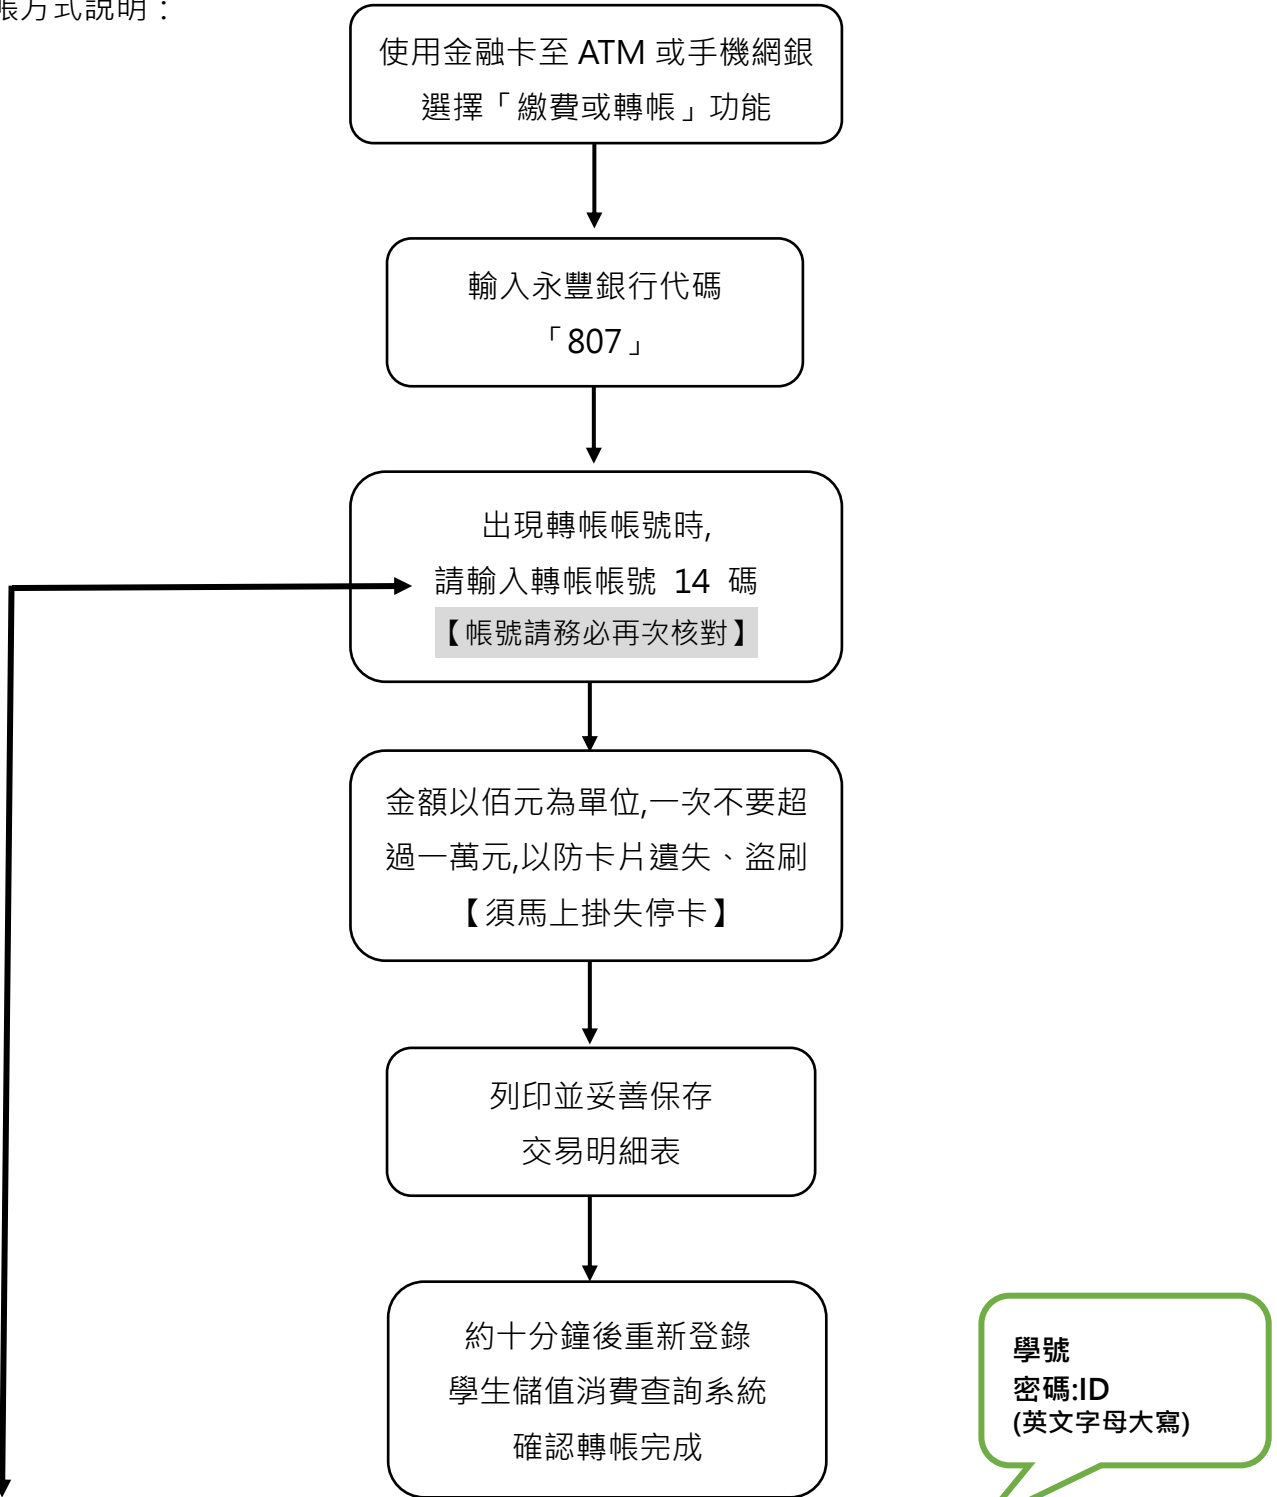 帳方式說明：
使用金融卡至 ATM 或手機網銀
選擇「繳費或轉帳」功能
輸入永豐銀行代碼
「807」
出現轉帳帳號時,
請輸入轉帳帳號 14 碼
【帳號請務必再次核對】
金額以佰元為單位,一次不要超
過一萬元,以防卡片遺失、盜刷
【須馬上掛失停卡】
列印並妥善保存
交易明細表
約十分鐘後重新登錄
學生儲值消費查詢系統
確認轉帳完成
學號
密碼:ID
(英文字母大寫)